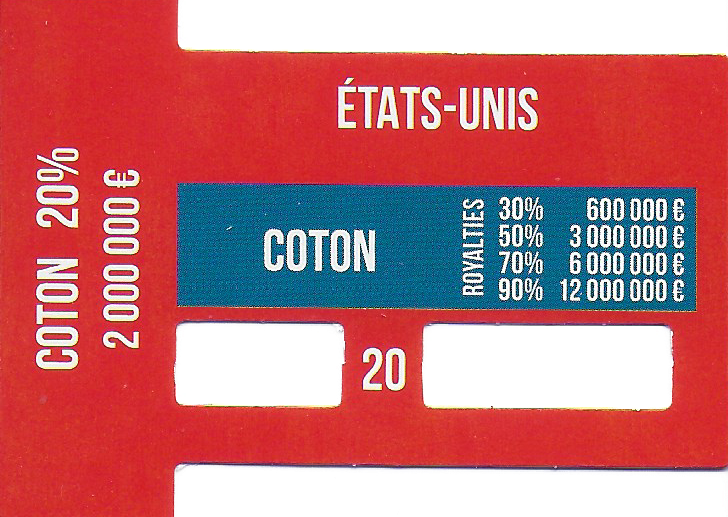 COTON 20%
2 000 000 €
ÉTATS-UNIS
COTON
ROYALTIES
30% 600 000 €
50% 3 000 000 €
70% 6 000 000 €
90% 12 000 000 €
20